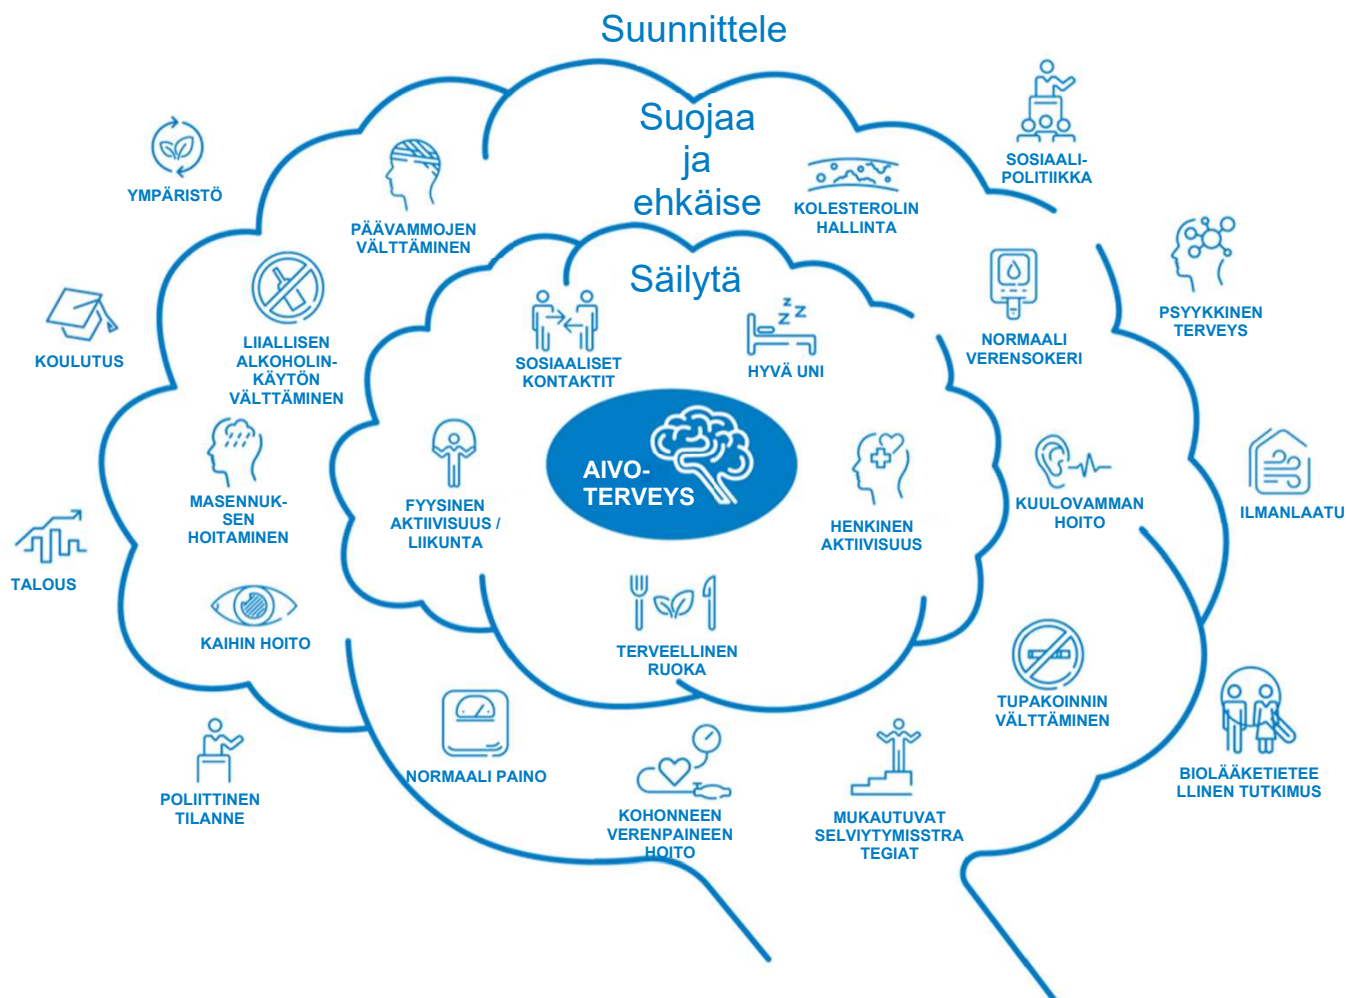 Suunnittele
Suojaa
ja
ehkäise
Säilytä
SOSIAALI-
POLITIIKKA
YMPÄRISTÖ
PÄÄVAMMOJEN
VÄLTTÄMINEN
KOLESTEROLIN
HALLINTA
PSYYKKINEN
TERVEYS
KOULUTUS
LIIALLISEN
ALKOHOLIN-
KÄYTÖN
VÄLTTÄMINEN
SOSIAALISET
KONTAKTIT
zzz
HYVÄ UNI
NORMAALI
VERENSOKERI
AIVO-
TERVEYS
MASENNUK-
SEN
HOITAMINEN
FYYSINEN
AKTIIVISUUS /
LIIKUNTA
HENKINEN
AKTIIVISUUS
KUULOVAMMAN
HOITO
ILMANLAATU
TALOUS
KAIHIN HOITO
TERVEELLINEN
RUOKA
TUPAKOINNIN
VÄLTTÄMINEN
POLIITTINEN
TILANNE
NORMAALI PAINO
KOHONNEEN
VERENPAINEEN
HOITO
MUKAUTUVAT
SELVIYTYMISSTRA
TEGIAT
BIOLÄÄKETIETEE
LLINEN TUTKIMUS